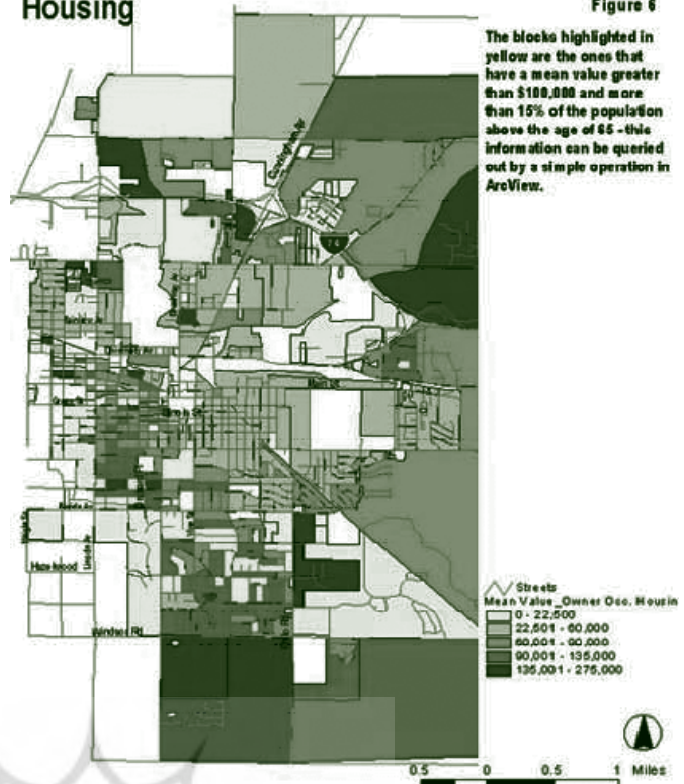 Housing
Figure 6
The blocks highlighted in
yellow are the ones that
have a mean value greater
than $100,000 and more
than 15% of the population
above the age of 65 - this
information can be queried
out by a simple operation in
ArcView.
Cunningham Av
74
Main St
Windsor Rd
Streets
Mean Value_Owner Occ. Housin
0 - 22,500
22,501 - 60,000
60,001 - 90,000
90,001 - 135,000
135,001 - 275,000
0.5 0 0.5 1 Miles